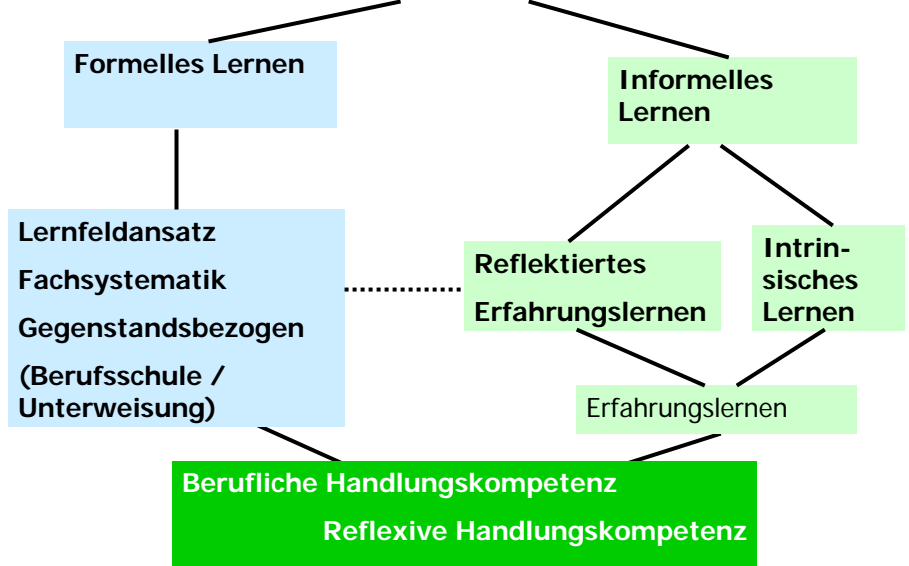 Formelles Lernen
Informelles
Lernen
Lernfeldansatz
Fachsystematik
Gegenstandsbezogen
(Berufsschule /
Unterweisung)
Reflektiertes
Erfahrungslernen
Intrin-
sisches
Lernen
Erfahrungslernen
Berufliche Handlungskompetenz
Reflexive Handlungskompetenz